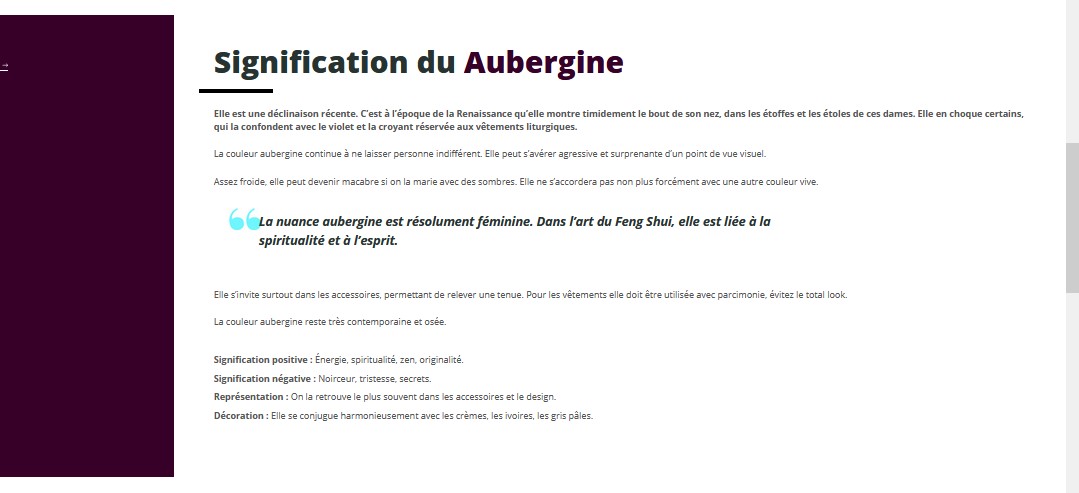 →
Signification du Aubergine
Elle est une déclinaison récente. C'est à l'époque de la Renaissance qu'elle montre timidement le bout de son nez, dans les étoffes et les étoles de ces dames. Elle en choque certains,
qui la confondent avec le violet et la croyant réservée aux vêtements liturgiques.
La couleur aubergine continue à ne laisser personne indifférent. Elle peut s'avérer agressive et surprenante d'un point de vue visuel.
Assez froide, elle peut devenir macabre si on la marie avec des sombres. Elle ne s'accordera pas non plus forcément avec une autre couleur vive.
“La nuance aubergine est résolument féminine. Dans l'art du Feng Shui, elle est liée à la
spiritualité et à l'esprit.
Elle s'invite surtout dans les accessoires, permettant de relever une tenue. Pour les vêtements elle doit être utilisée avec parcimonie, évitez le total look.
La couleur aubergine reste très contemporaine et osée.
Signification positive : Énergie, spiritualité, zen, originalité.
Signification négative : Noirceur, tristesse, secrets.
Représentation : On la retrouve le plus souvent dans les accessoires et le design.
Décoration : Elle se conjugue harmonieusement avec les crèmes, les ivoires, les gris pâles.